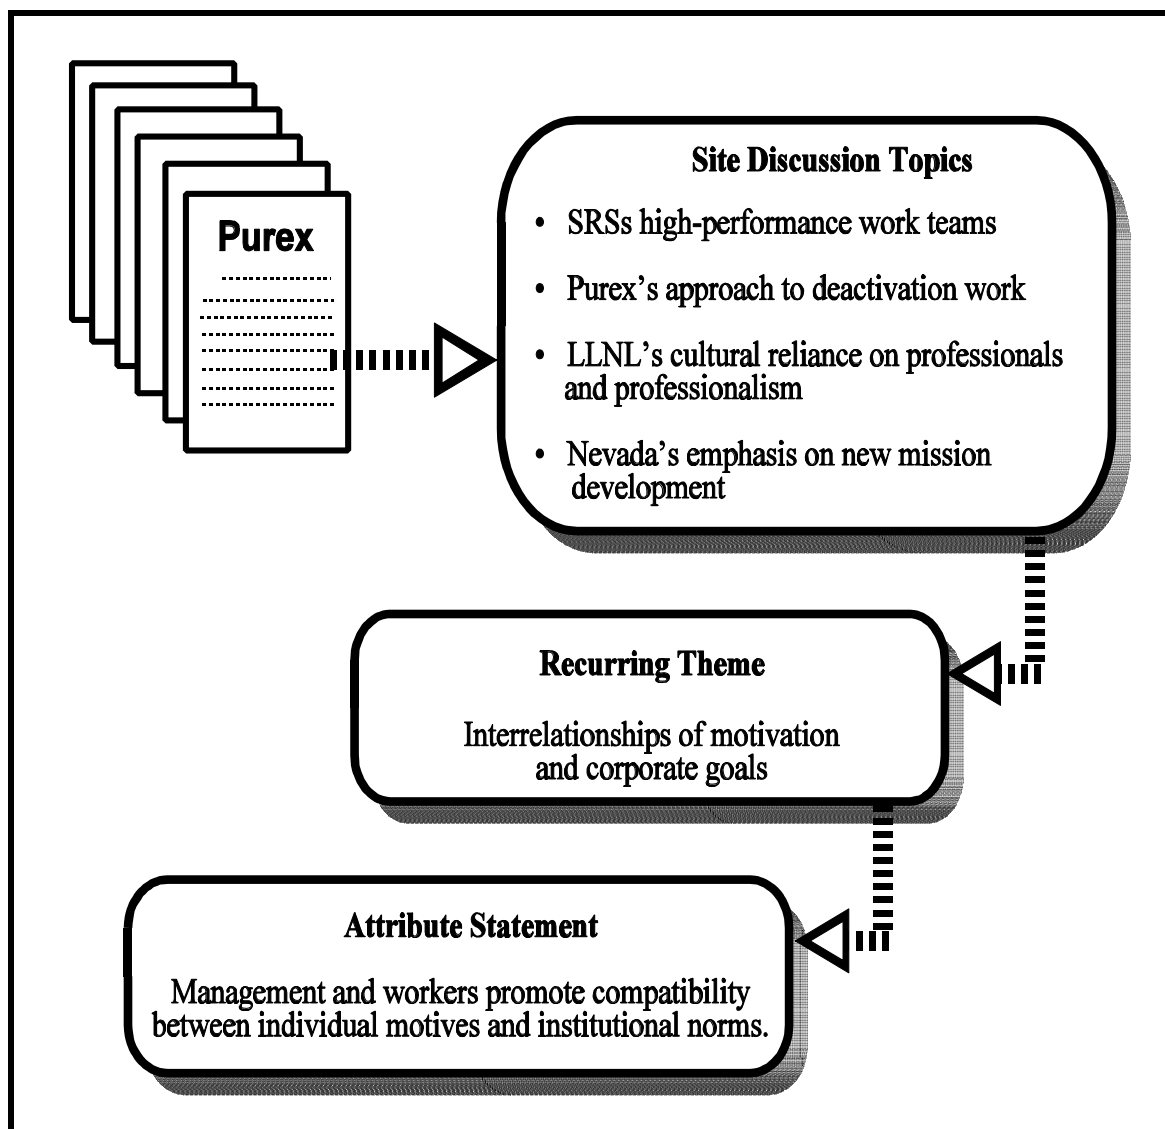 Purex
Site Discussion Topics
• SRSs high-performance work teams
• Purex's approach to deactivation work
• LLNL's cultural reliance on professionals
and professionalism
• Nevada's emphasis on new mission
development
Recurring Theme
Interrelationships of motivation
and corporate goals
Attribute Statement
Management and workers promote compatibility
between individual motives and institutional norms.